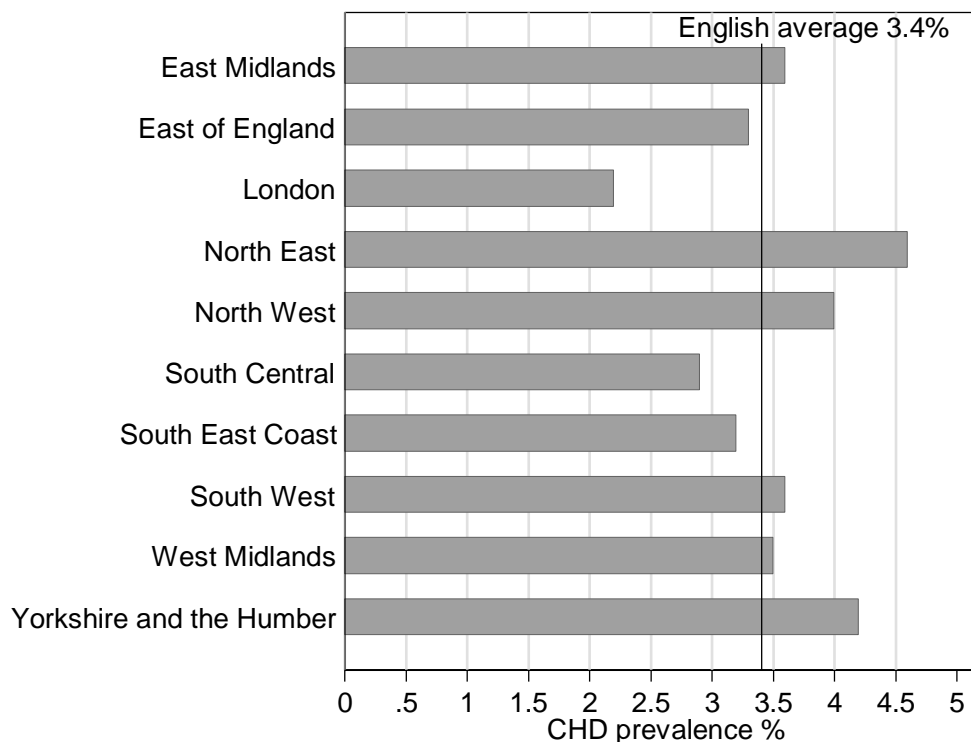 English average 3.4%
East Midlands
East of England
London
North East
North West
South Central
South East Coast
South West
West Midlands
Yorkshire and the Humber
0 .5 1 1.5 2 2.5 3 3.5 4 4.5 5
CHD prevalence %